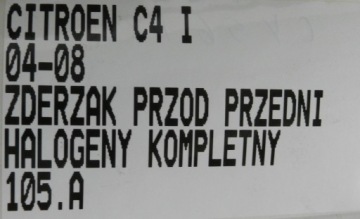 CITROEN C4 I
04-08
ZDERZAK PRZOD PRZEDNI
HALOGENY KOMPLETNY
105.A